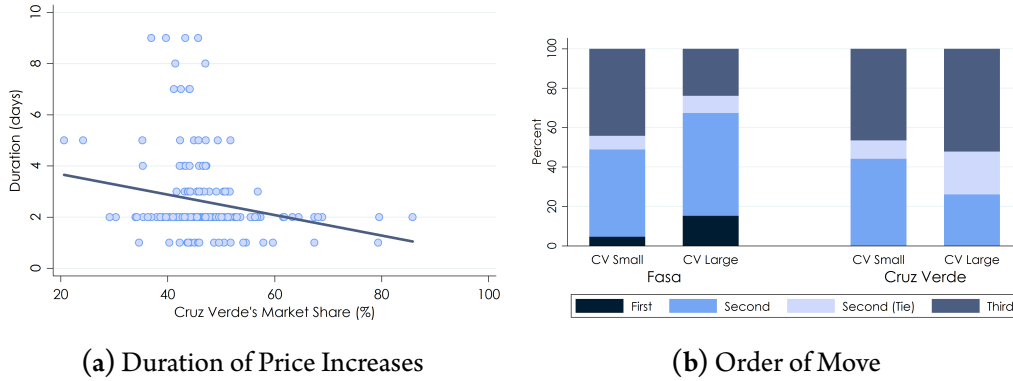 Duration (days)
10
8
6
4
2
0
20
40
60
80
100
Cruz Verde's Market Share (%)
(a) Duration of Price Increases
Percent
100
80
60
40
20
0
CV Small
CV Large
CV Small
CV Large
Fasa
Cruz Verde
First
Second
Second (Tie)
Third
(b) Order of Move